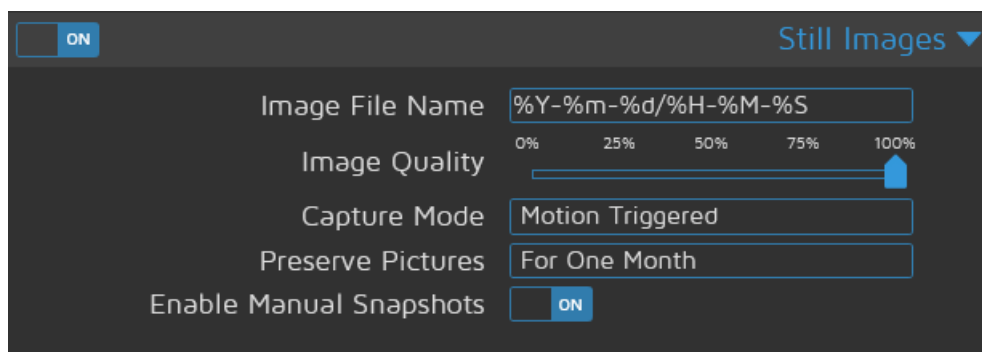 ON Still Images
Image File Name %Y-%m-%d/%H-%M-%S
0% 25% 50% 75% 100%
Image Quality
Capture Mode Motion Triggered
Preserve Pictures For One Month
Enable Manual Snapshots ON